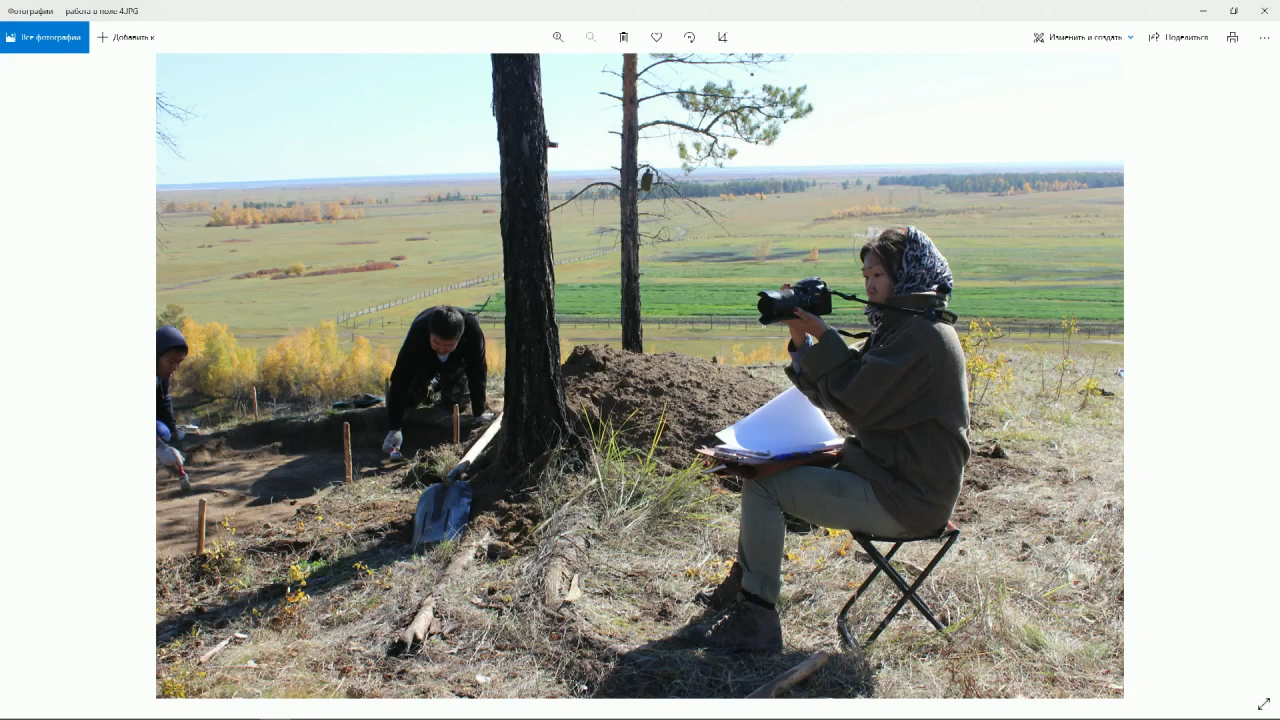 Фотографии - работа в поле 4.JPG
Все фотографии
Добавить к
Изменить и создать
Поделиться